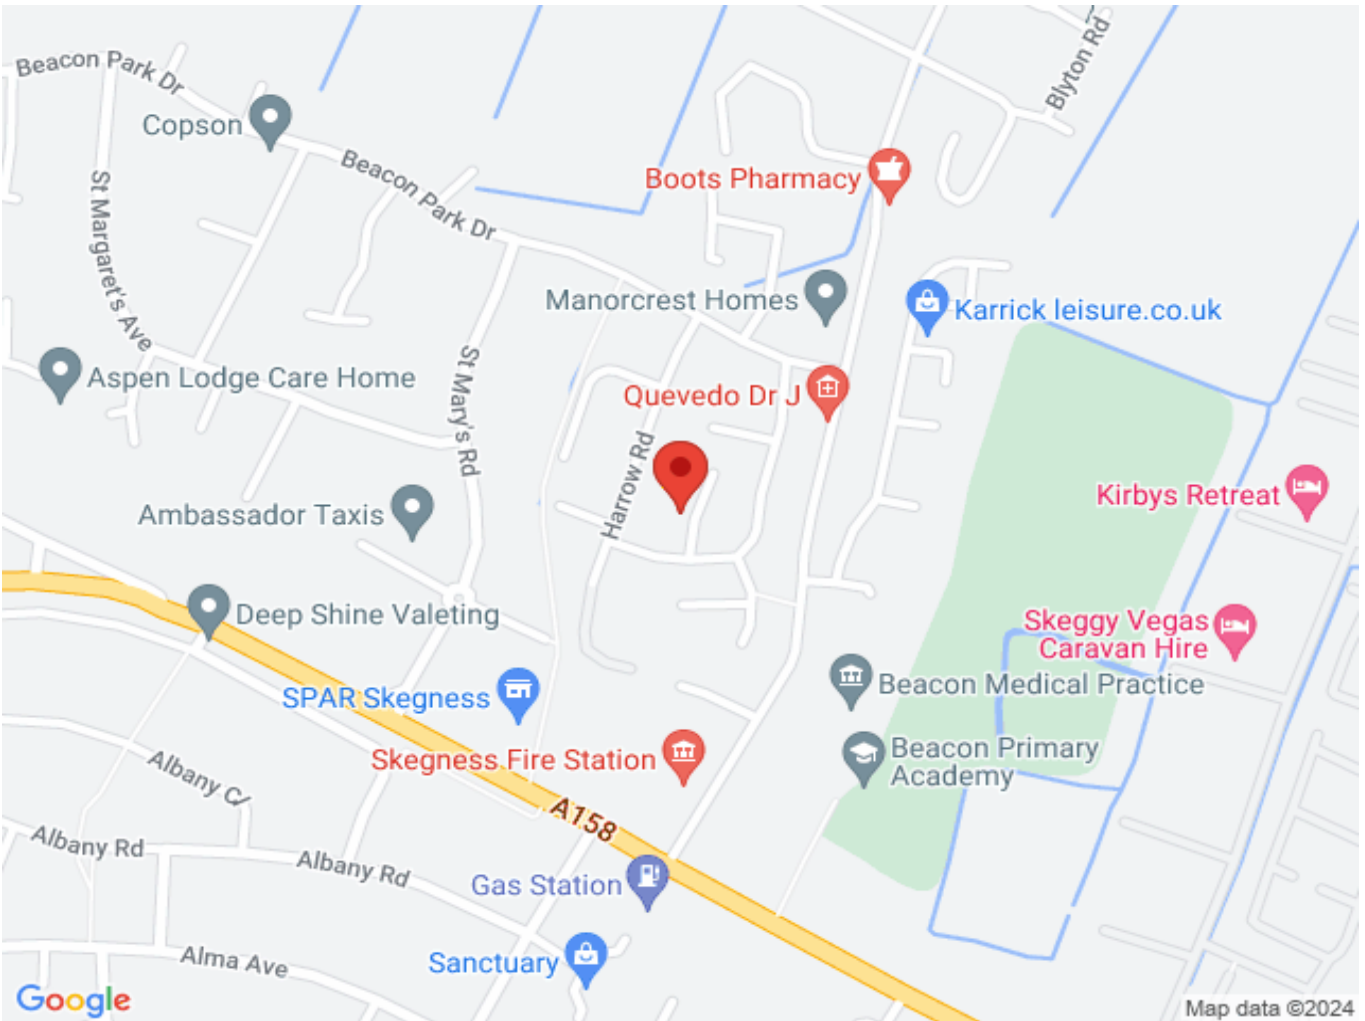 Beacon Park Dr
Copson
Blyton Rd
Beacon Park Dr
Boots Pharmacy
St Margaret's Ave
Manorcrest Homes
Karrick leisure.co.uk
Aspen Lodge Care Home
St Mary's Rd
Quevedo Dr J
Harrow Rd
Kirbys Retreat
Ambassador Taxis
Deep Shine Valeting
Skeggy Vegas
Caravan Hire
SPAR Skegness
Beacon Medical Practice
Skegness Fire Station
Beacon Primary
Academy
Albany Ct
A158
Albany Rd
Albany Rd
Gas Station
Alma Ave
Sanctuary
Google
Map data ©2024